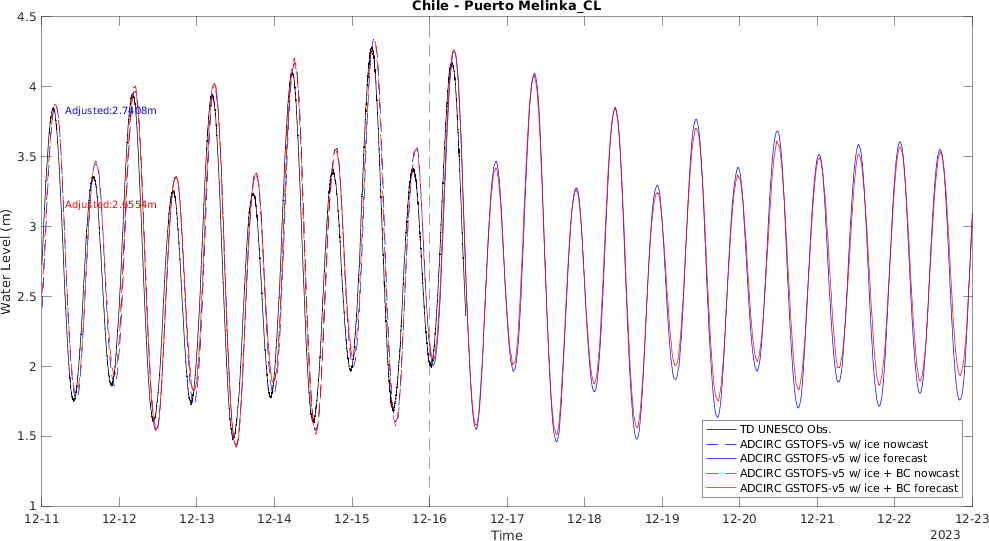 Chile - Puerto Melinka_CL
4.5
4
3.5
3
2.5
2
1.5
1
Water Level (m)
Adjusted:2.7408m
Adjusted:2.6554m
TD UNESCO Obs.
ADCIRC GSTOFS-v5 w/ ice nowcast
ADCIRC GSTOFS-v5 w/ ice forecast
ADCIRC GSTOFS-v5 w/ ice + BC nowcast
ADCIRC GSTOFS-v5 w/ ice + BC forecast
12-11 12-12 12-13 12-14 12-15 12-16 12-17 12-18 12-19 12-20 12-21 12-22 12-23
Time
2023